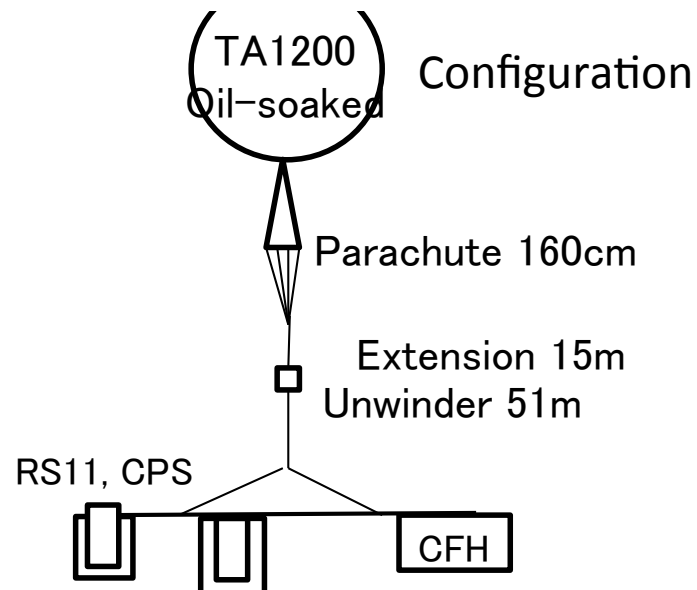 TA1200
Oil-soaked
Configuration
Parachute 160cm
Extension 15m
Unwinder 51m
RS11, CPS
CFH